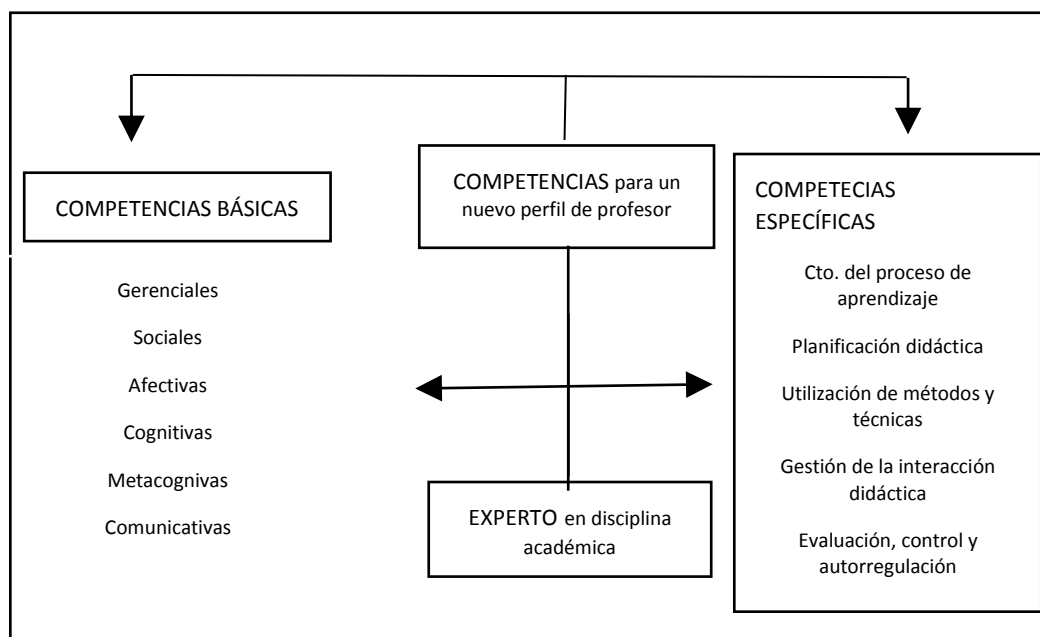 COMPETENCIAS BÁSICAS
Gerenciales
Sociales
Afectivas
Cognitivas
Metacognivas
Comunicativas
COMPETENCIAS para un
nuevo perfil de profesor
EXPERTO en disciplina
académica
COMPETECIAS
ESPECÍFICAS
Cto. del proceso de
aprendizaje
Planificación didáctica
Utilización de métodos y
técnicas
Gestión de la interacción
didáctica
Evaluación, control y
autorregulación